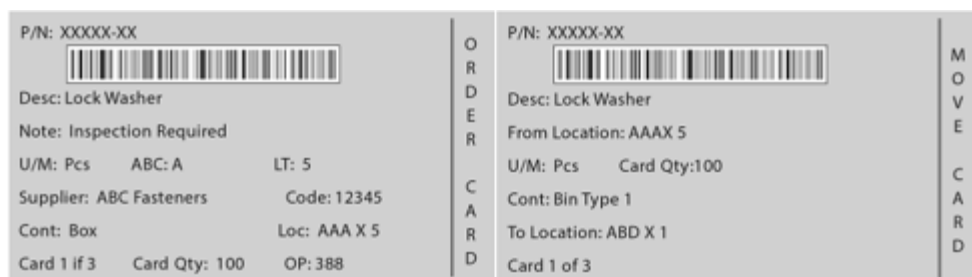 P/N: XXXXX-XX
Desc: Lock Washer
Note: Inspection Required
U/M: Pcs ABC: A LT: 5
Supplier: ABC Fasteners Code: 12345
Cont: Box Loc: AAA X 5
Card 1 if 3 Card Qty: 100 OP: 388
ORDER CARD
P/N: XXXXX-XX
Desc: Lock Washer
From Location: AAAX 5
U/M: Pcs Card Qty:100
Cont: Bin Type 1
To Location: ABD X 1
Card 1 of 3
MOVE CARD